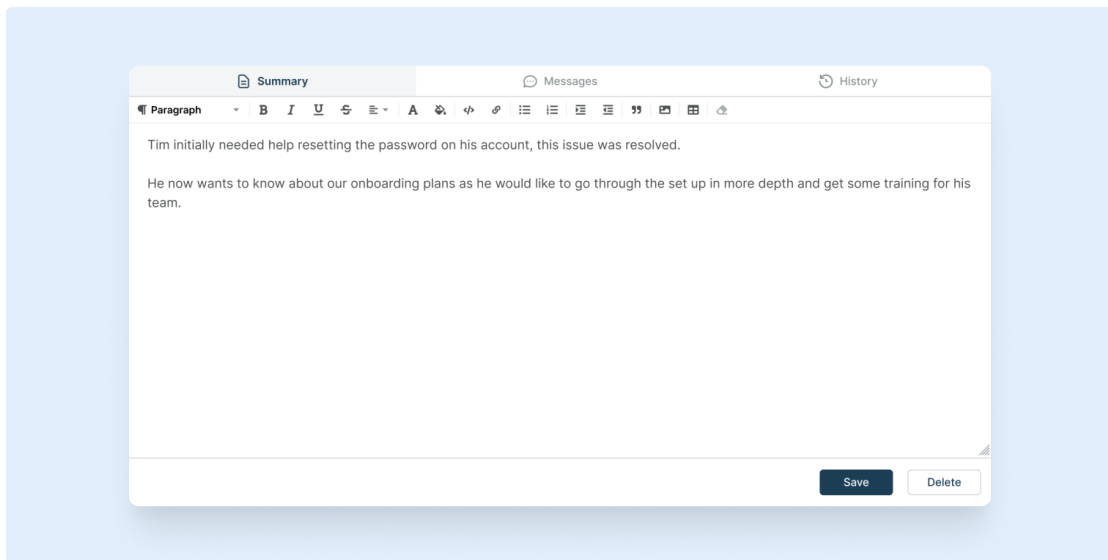 Summary
Messages
History
Paragraph
Tim initially needed help resetting the password on his account, this issue was resolved.
He now wants to know about our onboarding plans as he would like to go through the set up in more depth and get some training for his
team.
Save
Delete